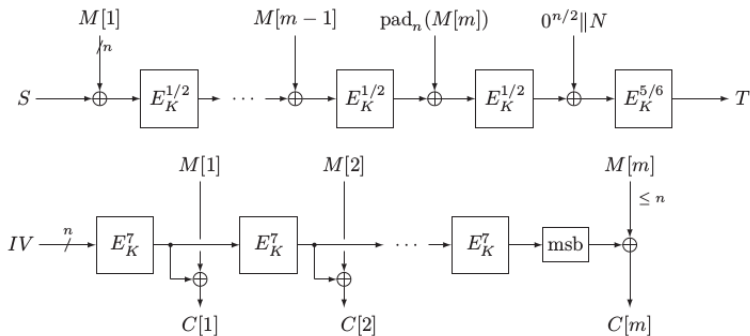 M[1] M[m − 1] pad_n(M[m]) 0^{n/2}∥N
n
S E_K^{1/2} ··· E_K^{1/2} E_K^{1/2} E_K^{5/6} T
M[1] M[2] M[m]
≤ n
IV n E_K^7 E_K^7 ··· E_K^7 msb
C[1] C[2] C[m]